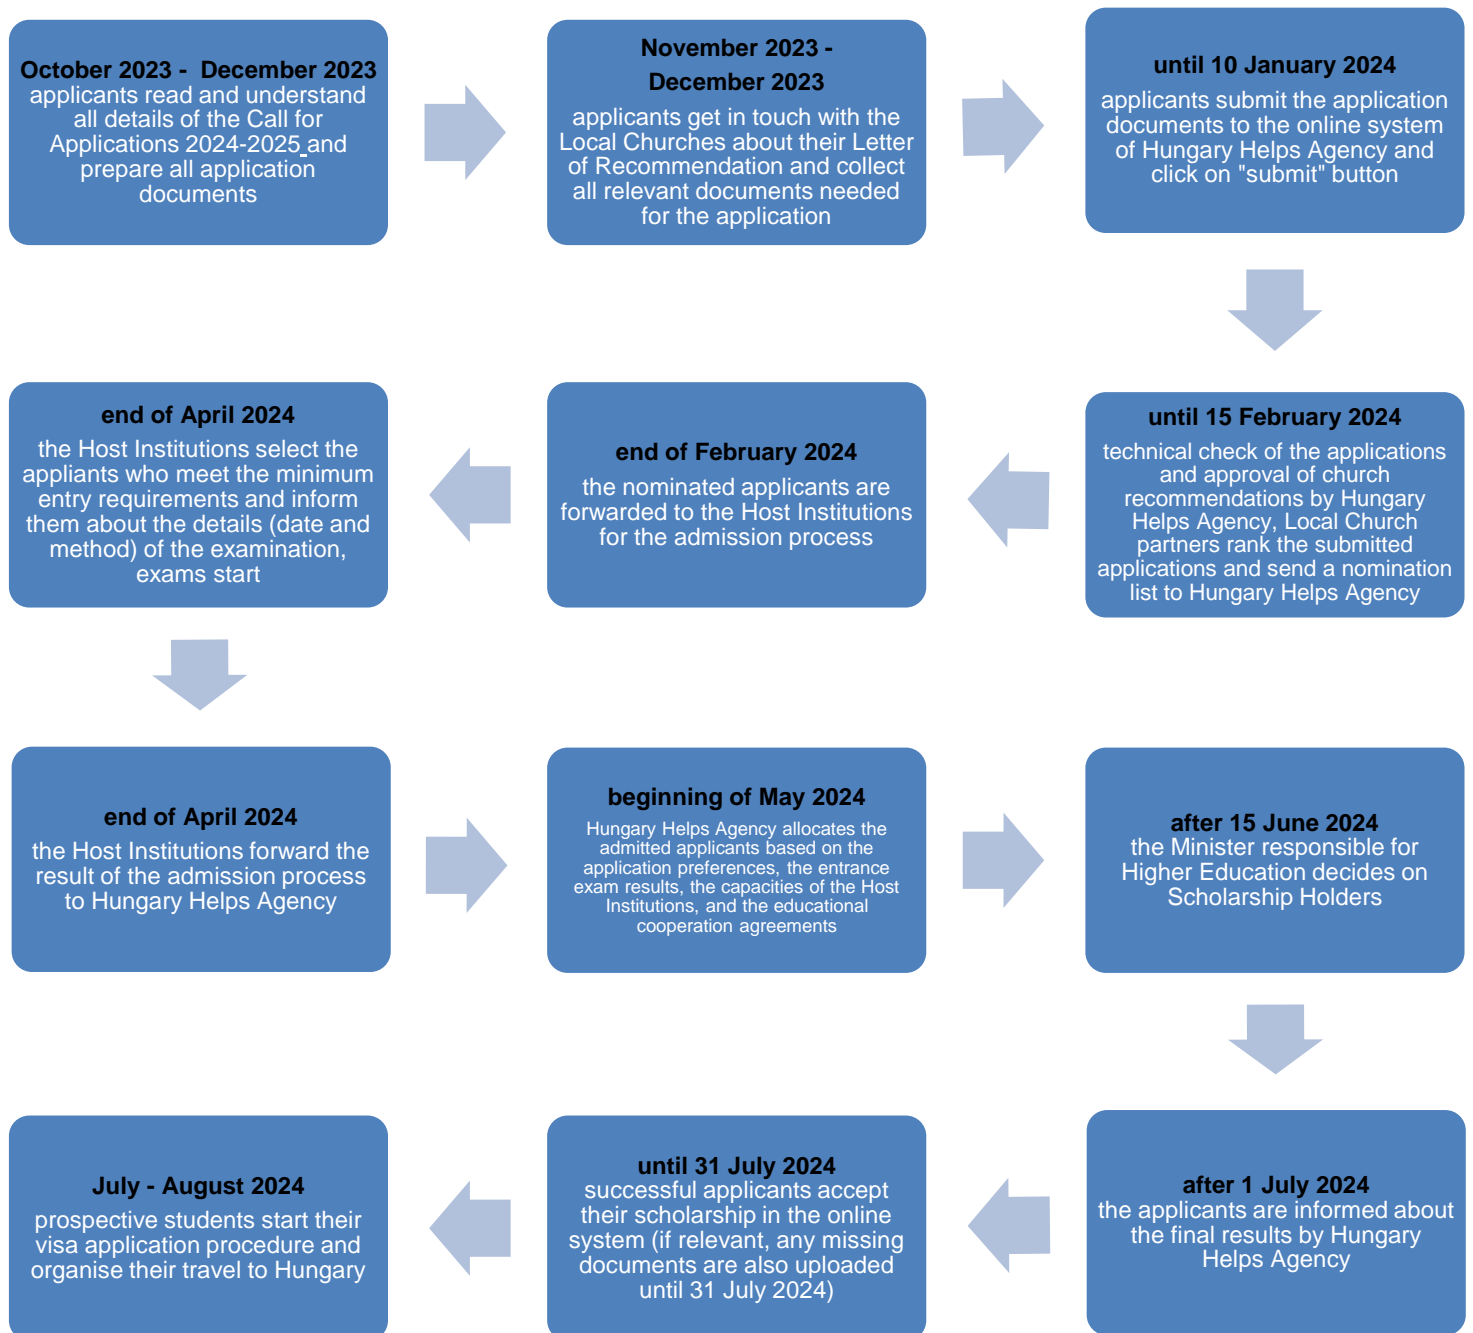 October 2023 - December 2023
applicants read and understand
all details of the Call for
Applications 2024-2025 and
prepare all application
documents
November 2023 -
December 2023
applicants get in touch with the
Local Churches about their Letter
of Recommendation and collect
all relevant documents needed
for the application
until 10 January 2024
applicants submit the application
documents to the online system
of Hungary Helps Agency and
click on "submit" button
until 15 February 2024
technical check of the applications
and approval of church
recommendations by Hungary
Helps Agency, Local Church
partners rank the submitted
applications and send a nomination
list to Hungary Helps Agency
end of February 2024
the nominated applicants are
forwarded to the Host Institutions
for the admission process
end of April 2024
the Host Institutions select the
appliants who meet the minimum
entry requirements and inform
them about the details (date and
method) of the examination,
exams start
end of April 2024
the Host Institutions forward the
result of the admission process
to Hungary Helps Agency
beginning of May 2024
Hungary Helps Agency allocates the
admitted applicants based on the
application preferences, the entrance
exam results, the capacities of the Host
Institutions, and the educational
cooperation agreements
after 15 June 2024
the Minister responsible for
Higher Education decides on
Scholarship Holders
after 1 July 2024
the applicants are informed about
the final results by Hungary
Helps Agency
until 31 July 2024
successful applicants accept
their scholarship in the online
system (if relevant, any missing
documents are also uploaded
until 31 July 2024)
July - August 2024
prospective students start their
visa application procedure and
organise their travel to Hungary